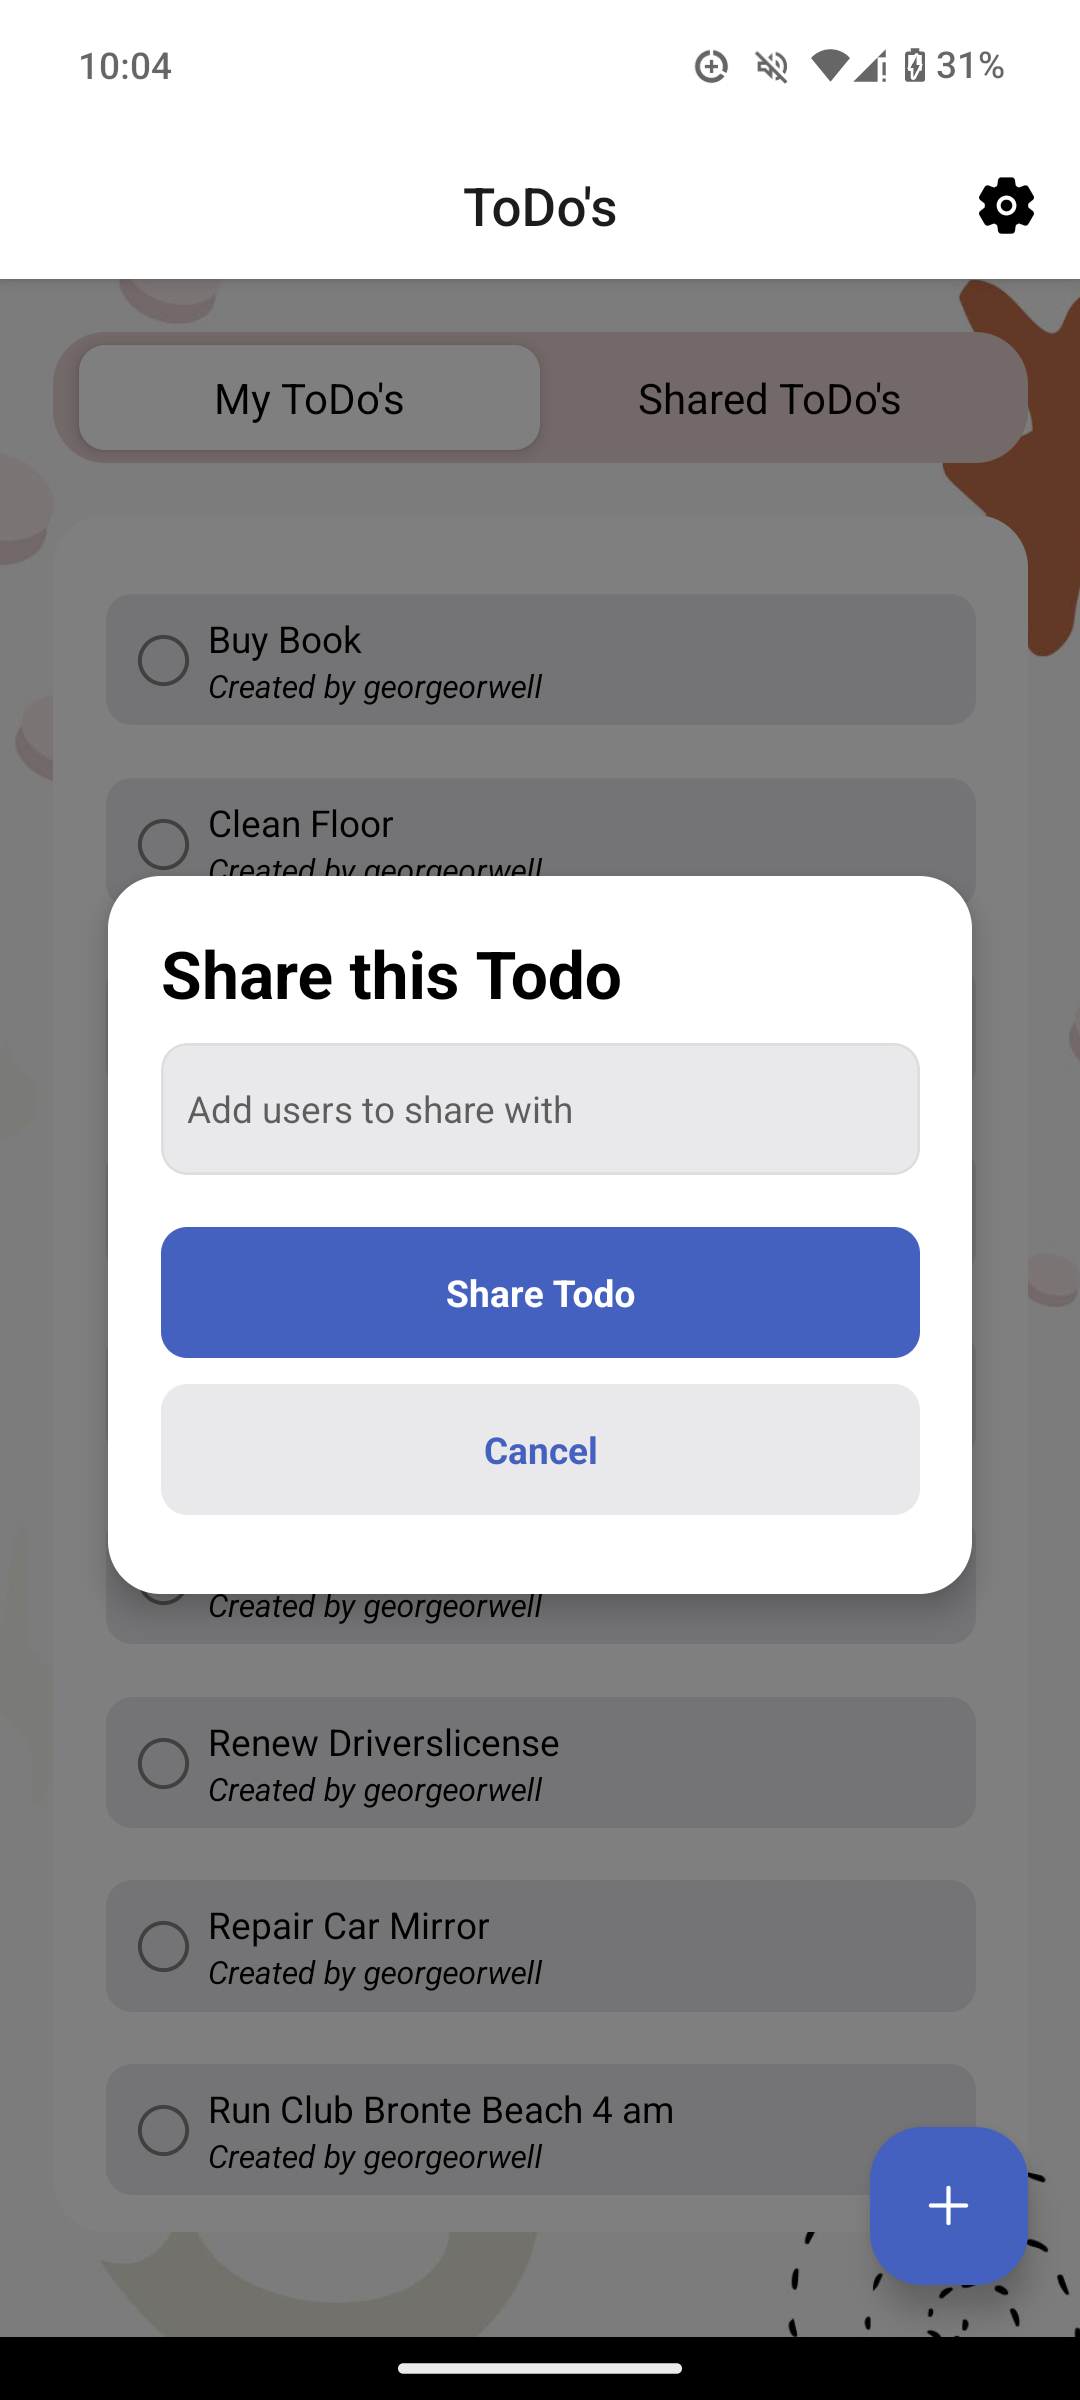 10:04
31%
ToDo's
My ToDo's
Shared ToDo's
Buy Book
Created by georgeorwell
Clean Floor
Created by georgeorwell
Share this Todo
Add users to share with
Share Todo
Cancel
Created by georgeorwell
Renew Driverslicense
Created by georgeorwell
Repair Car Mirror
Created by georgeorwell
Run Club Bronte Beach 4 am
Created by georgeorwell